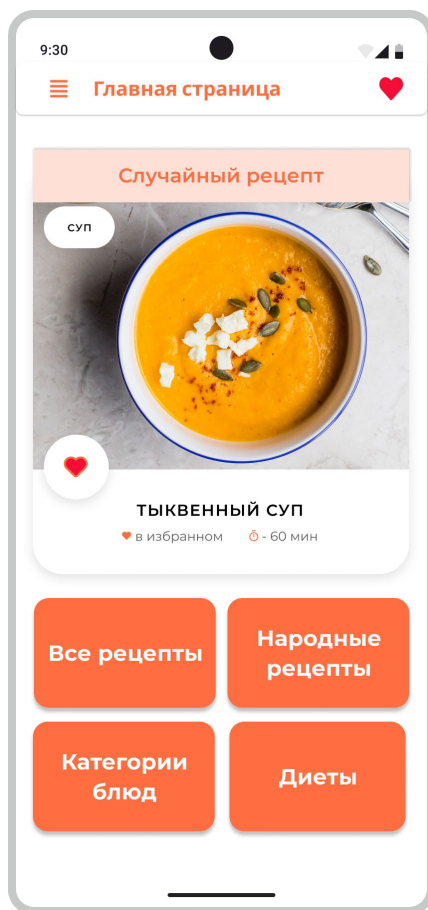 9:30
Главная страница
Случайный рецепт
СУП
ТЫКВЕННЫЙ СУП
в избранном - 60 мин
Все рецепты
Народные
рецепты
Категории
блюд
Диеты